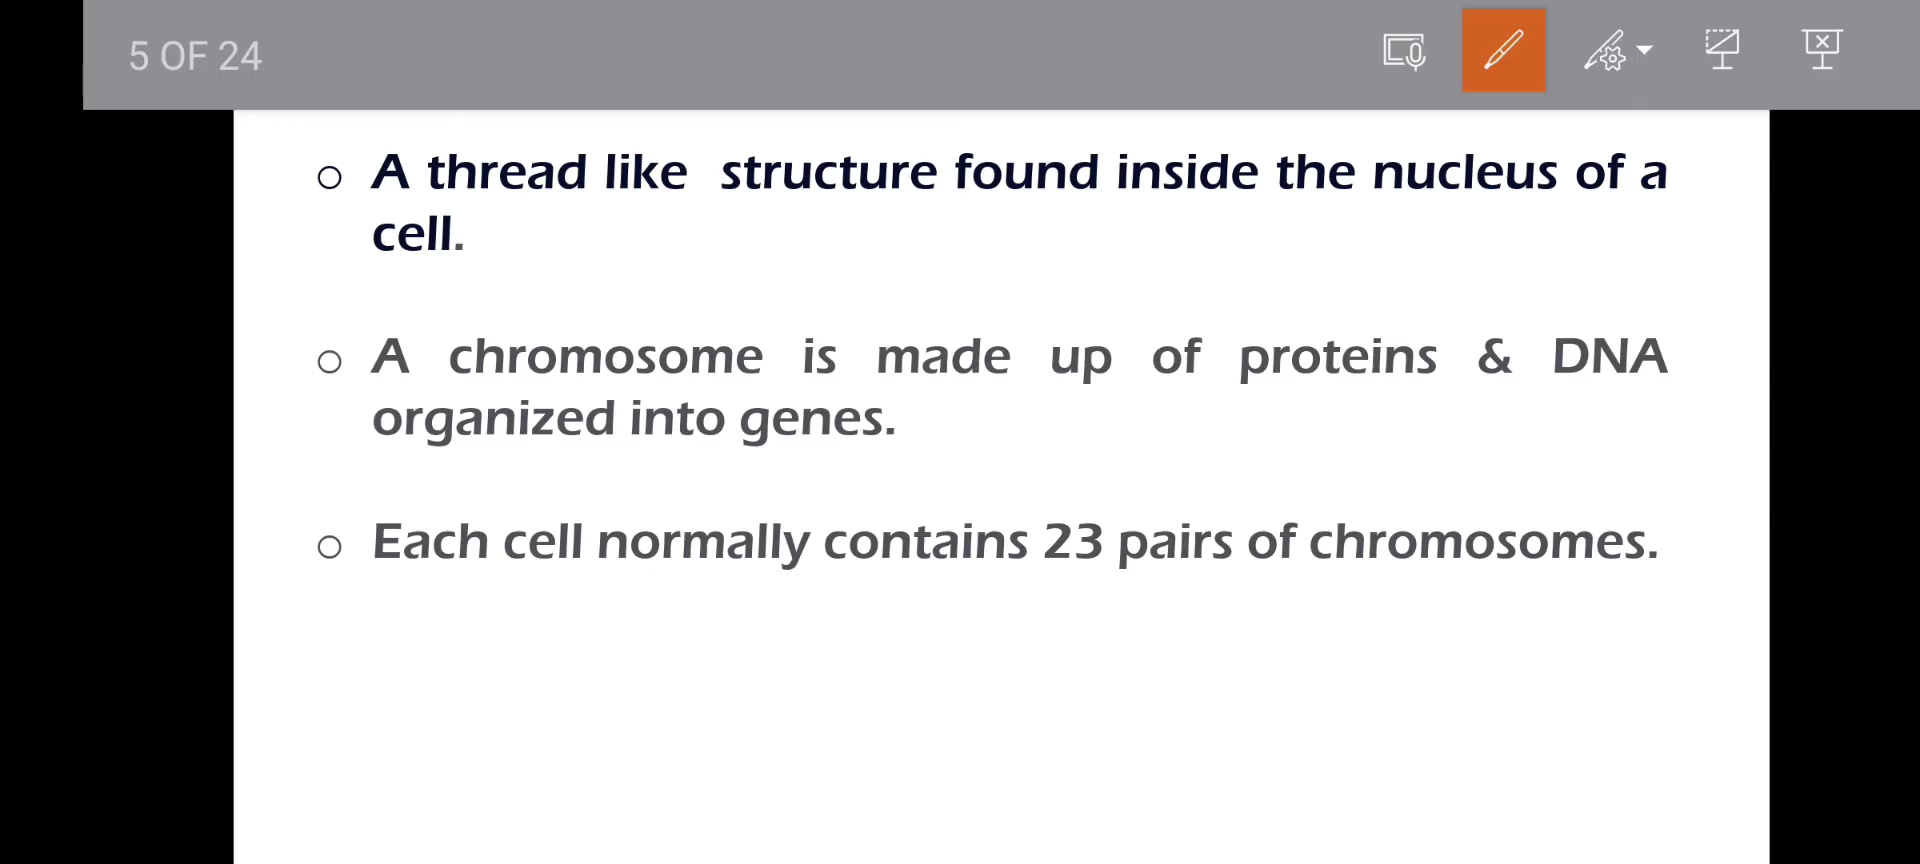 5 OF 24
○ A thread like structure found inside the nucleus of a
cell.
○ A chromosome is made up of proteins & DNA
organized into genes.
○ Each cell normally contains 23 pairs of chromosomes.